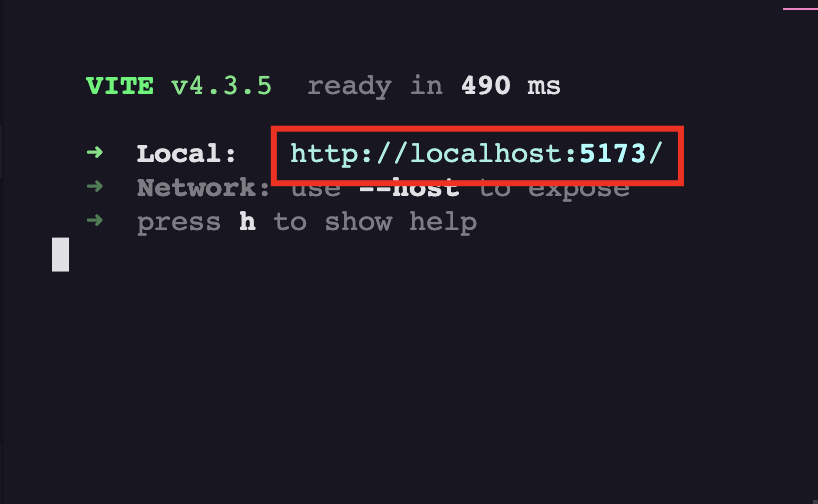 VITE v4.3.5 ready in 490 ms
➜ Local: http://localhost:5173/
➜ Network: use --host to expose
➜ press h to show help